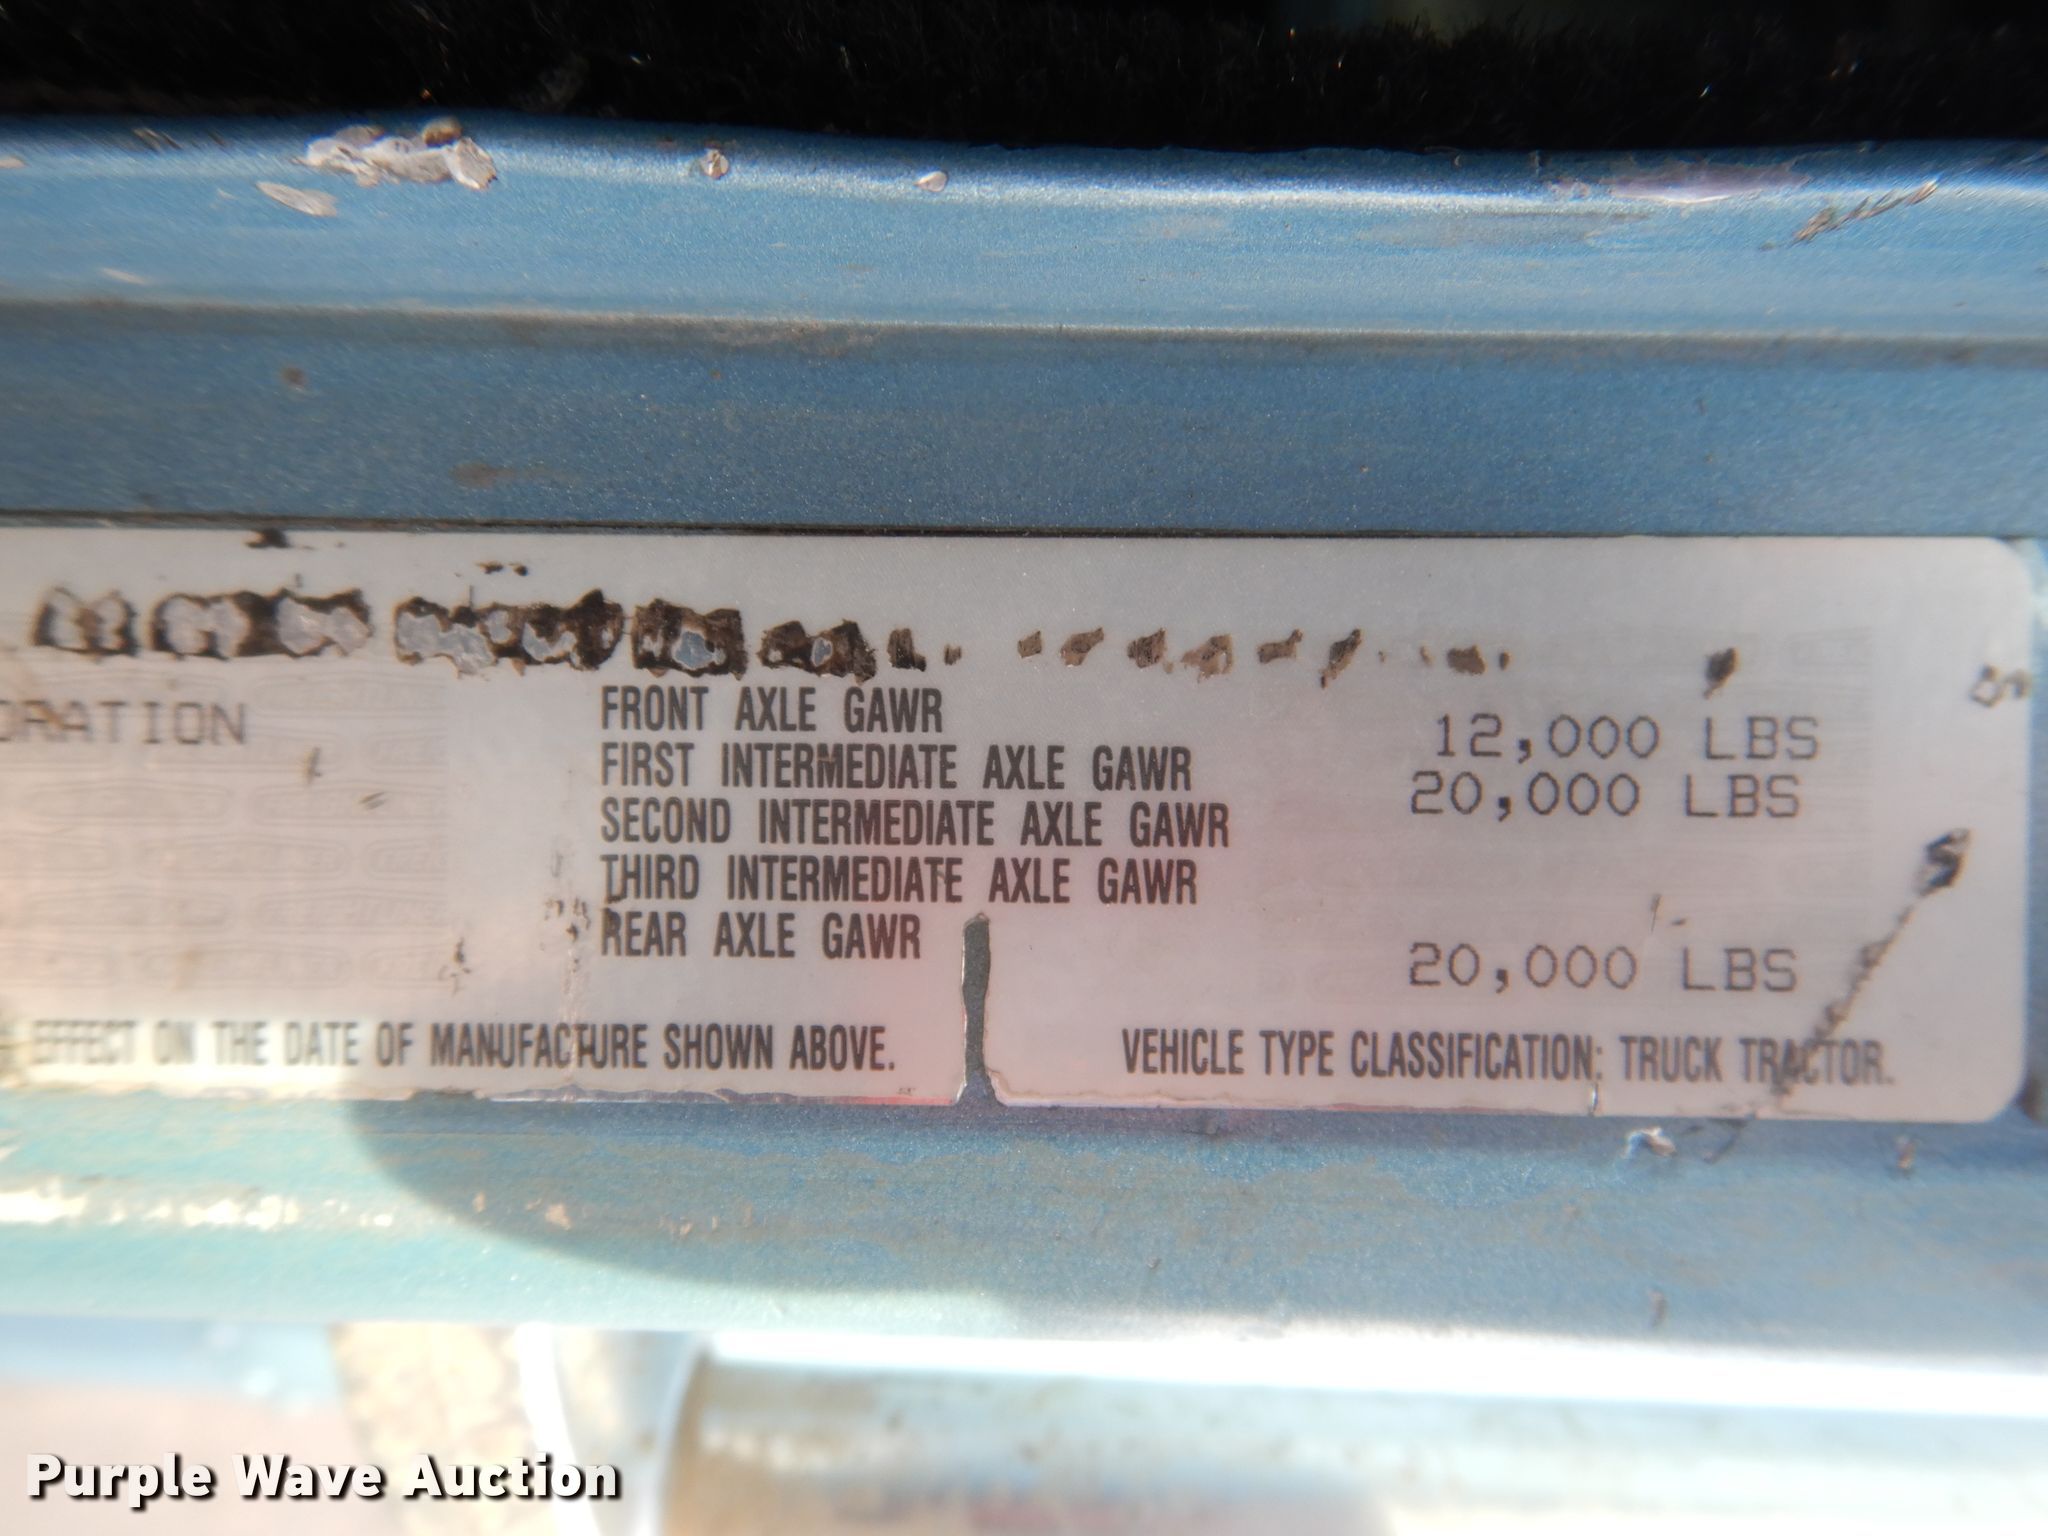 ORATION
FRONT AXLE GAWR 12,000 LBS
FIRST INTERMEDIATE AXLE GAWR 20,000 LBS
SECOND INTERMEDIATE AXLE GAWR
THIRD INTERMEDIATE AXLE GAWR
REAR AXLE GAWR 20,000 LBS
EFFECT ON THE DATE OF MANUFACTURE SHOWN ABOVE. VEHICLE TYPE CLASSIFICATION: TRUCK TRACTOR.
Purple Wave Auction